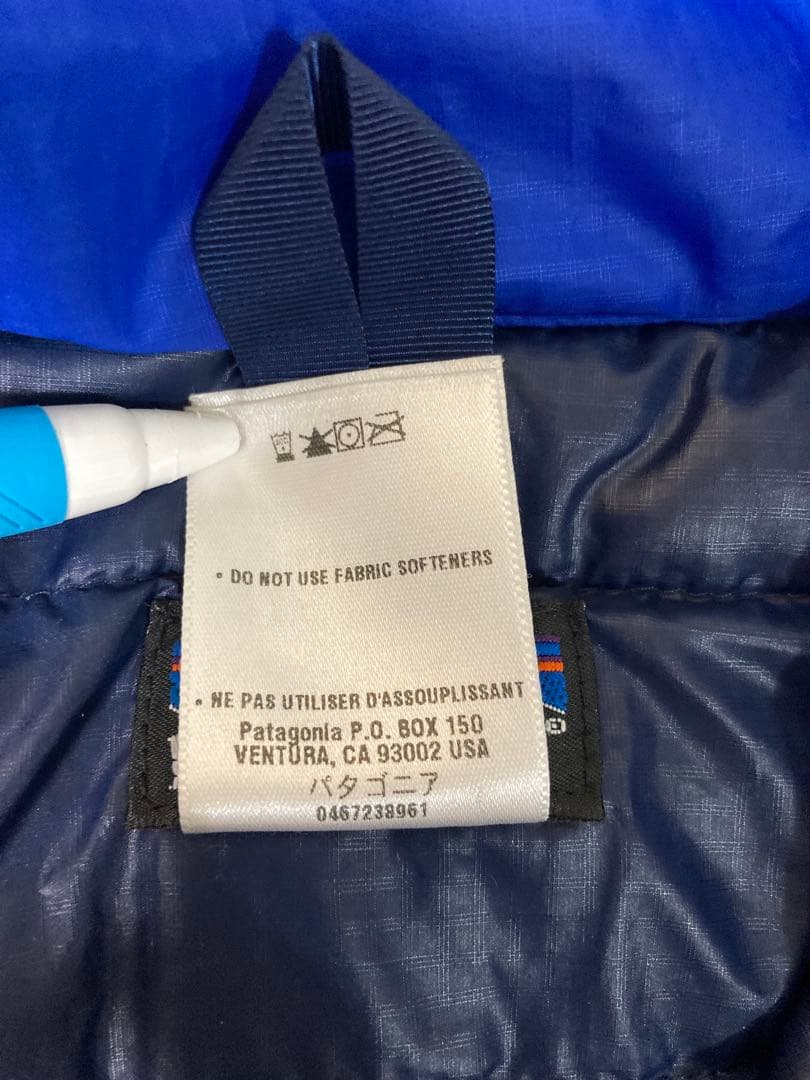 • DO NOT USE FABRIC SOFTENERS
• NE PAS UTILISER D'ASSOUPLISSANT
Patagonia P.O. BOX 150
VENTURA, CA 93002 USA
パタゴニア
0467238961